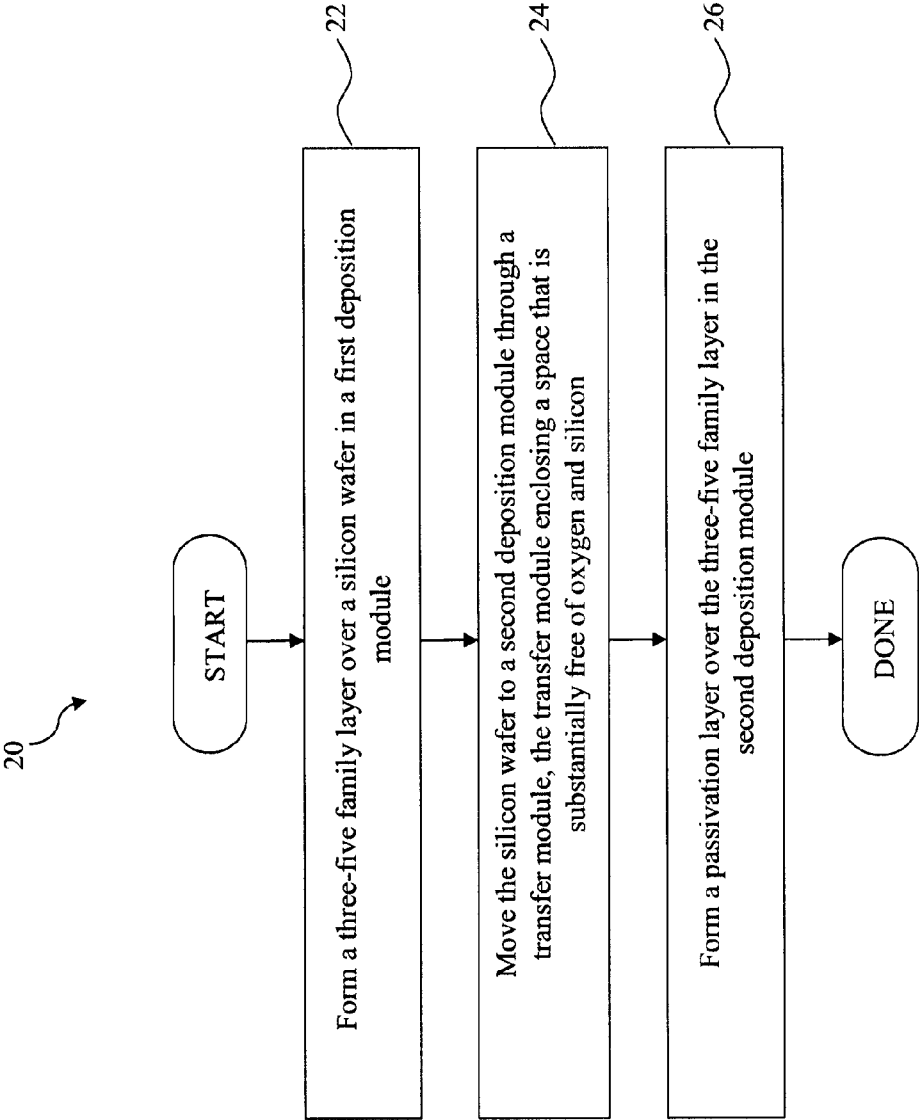 20
START
22
Form a three-five family layer over a silicon wafer in a first deposition
module
24
Move the silicon wafer to a second deposition module through a
transfer module, the transfer module enclosing a space that is
substantially free of oxygen and silicon
26
Form a passivation layer over the three-five family layer in the
second deposition module
DONE